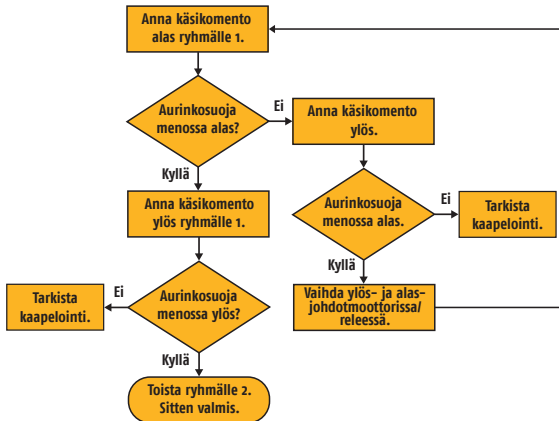 Anna käsikomento
alas ryhmälle 1.
Aurinkosuoja
menossa alas?
Ei
Anna käsikomento
ylös.
Kyllä
Anna käsikomento
ylös ryhmälle 1.
Aurinkosuoja
menossa alas.
Ei
Tarkista
kaapelointi.
Kyllä
Vaihda ylös- ja alas-
johdotmoottorissa/
releessä.
Aurinkosuoja
menossa ylös?
Ei
Tarkista
kaapelointi.
Kyllä
Toista ryhmälle 2.
Sitten valmis.